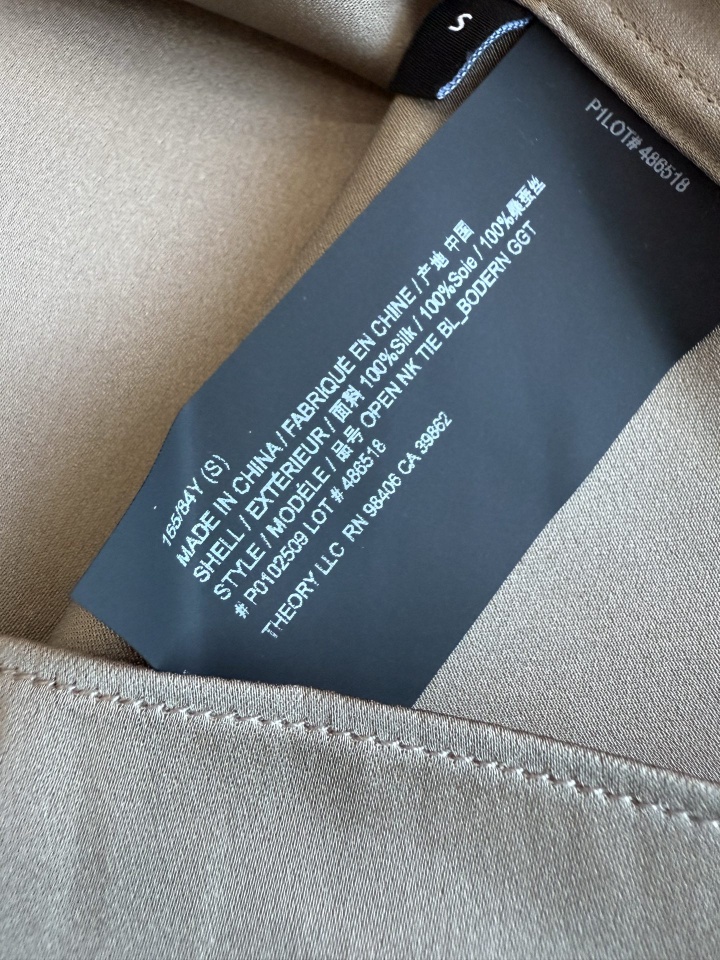 S
P1LOT# 486518
165/84Y (S)
MADE IN CHINA / FABRIQUÉ EN CHINE / 产地 中国
SHELL / EXTÉRIEUR / 面料 100%Silk / 100%Soie / 100%桑蚕丝
STYLE / MODÈLE / 品号 OPEN NK TIE BL_BODERN GGT
# P0102509 LOT # 486518
THEORY LLC RN 98406 CA 39862